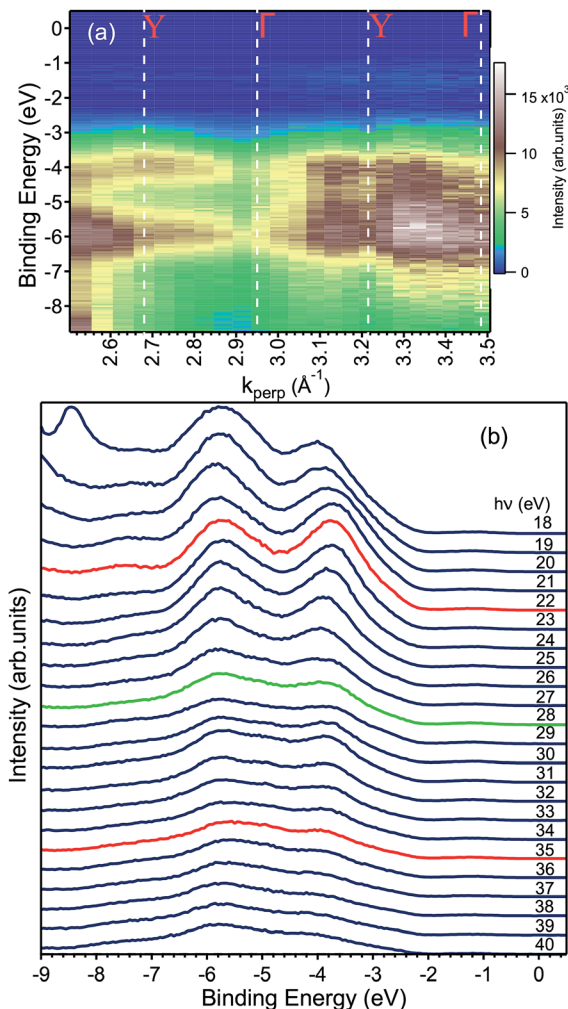 (a)
Y Γ Y Γ
0
-1
-2
-3
-4
-5
-6
-7
-8
Binding Energy (eV)
2.6 2.7 2.8 2.9 3.0 3.1 3.2 3.3 3.4 3.5
k_perp (Å⁻¹)
15 x10³
10
5
0
Intensity (arb.units)
(b)
hν (eV)
18
19
20
21
22
23
24
25
26
27
28
29
30
31
32
33
34
35
36
37
38
39
40
Intensity (arb.units)
-9 -8 -7 -6 -5 -4 -3 -2 -1 0
Binding Energy (eV)